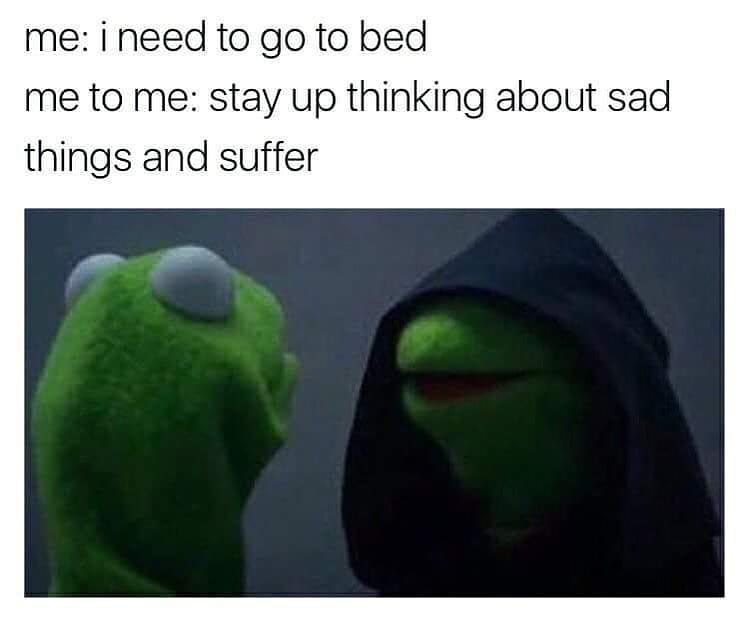 me: i need to go to bed
me to me: stay up thinking about sad
things and suffer